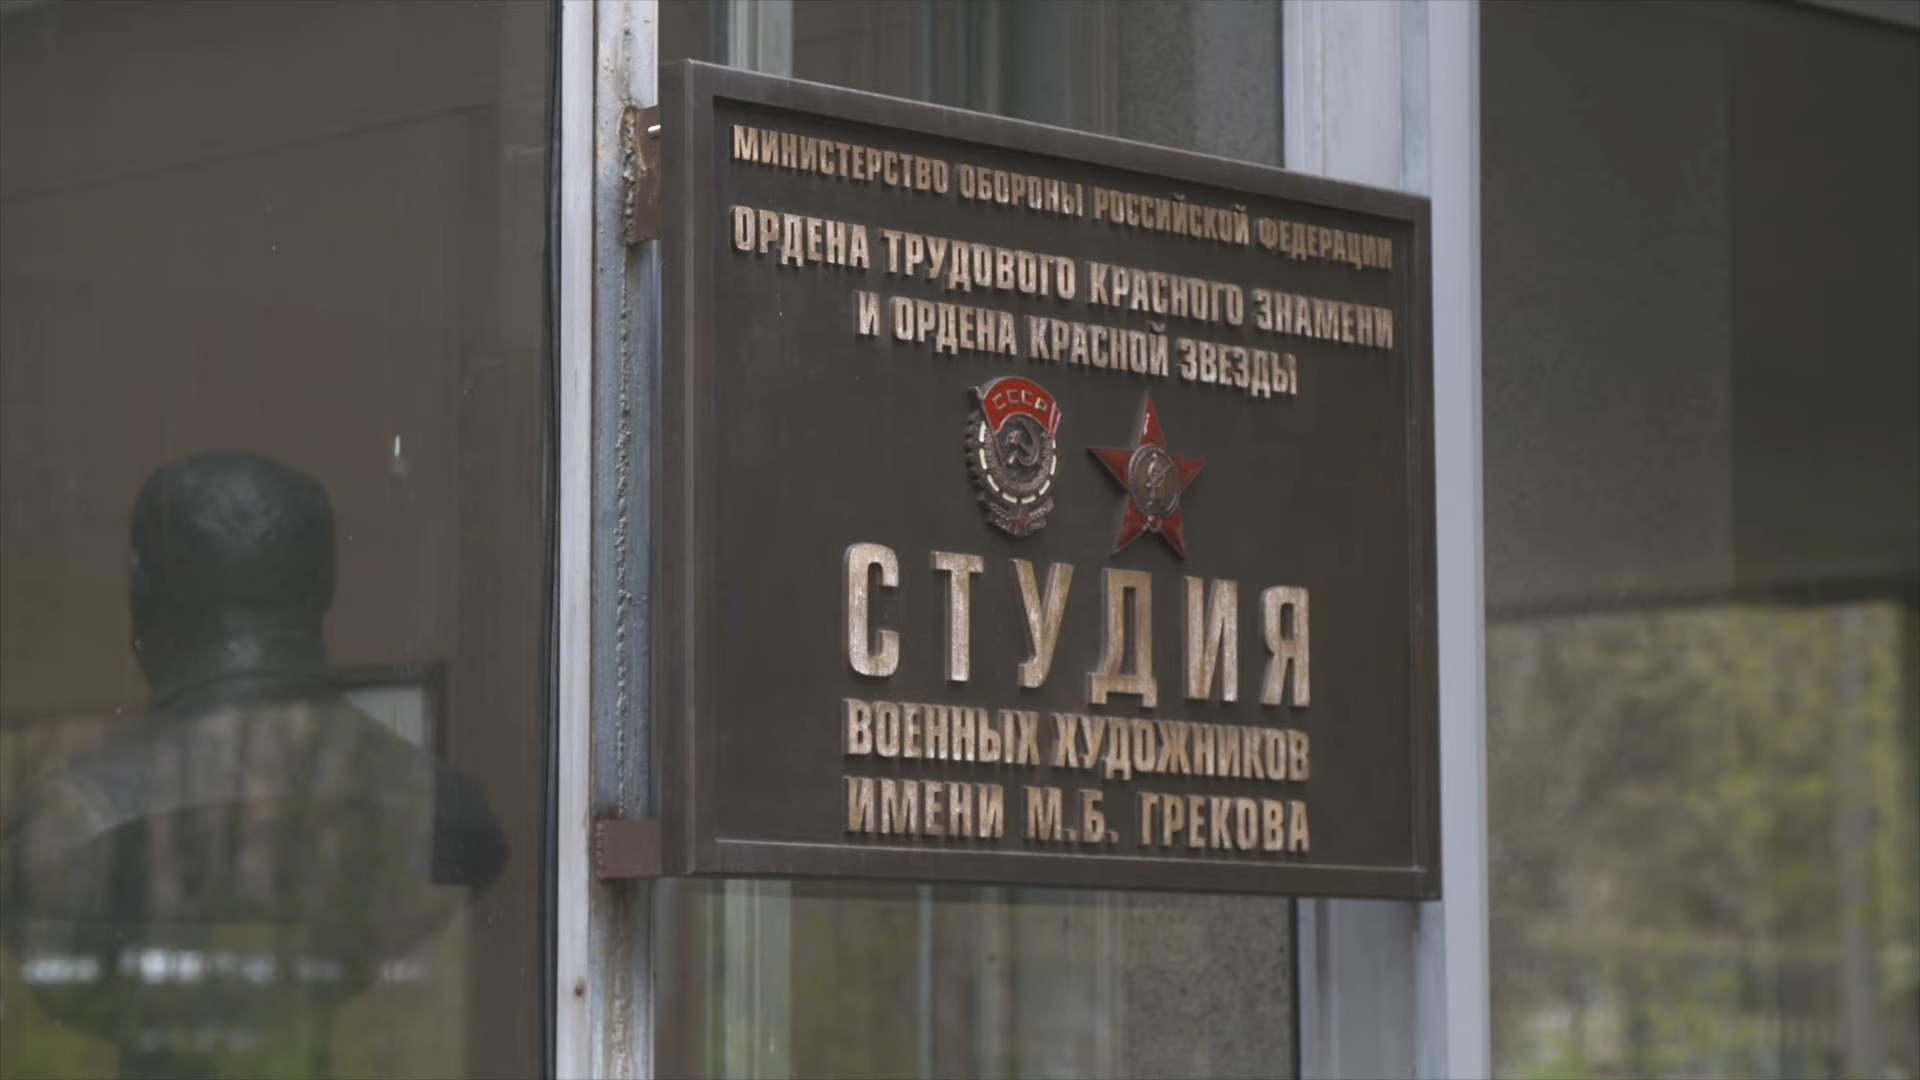 МИНИСТЕРСТВО ОБОРОНЫ РОССИЙСКОЙ ФЕДЕРАЦИИ
ОРДЕНА ТРУДОВОГО КРАСНОГО ЗНАМЕНИ
И ОРДЕНА КРАСНОЙ ЗВЕЗДЫ
СССР
СТУДИЯ
ВОЕННЫХ ХУДОЖНИКОВ
ИМЕНИ М.Б. ГРЕКОВА